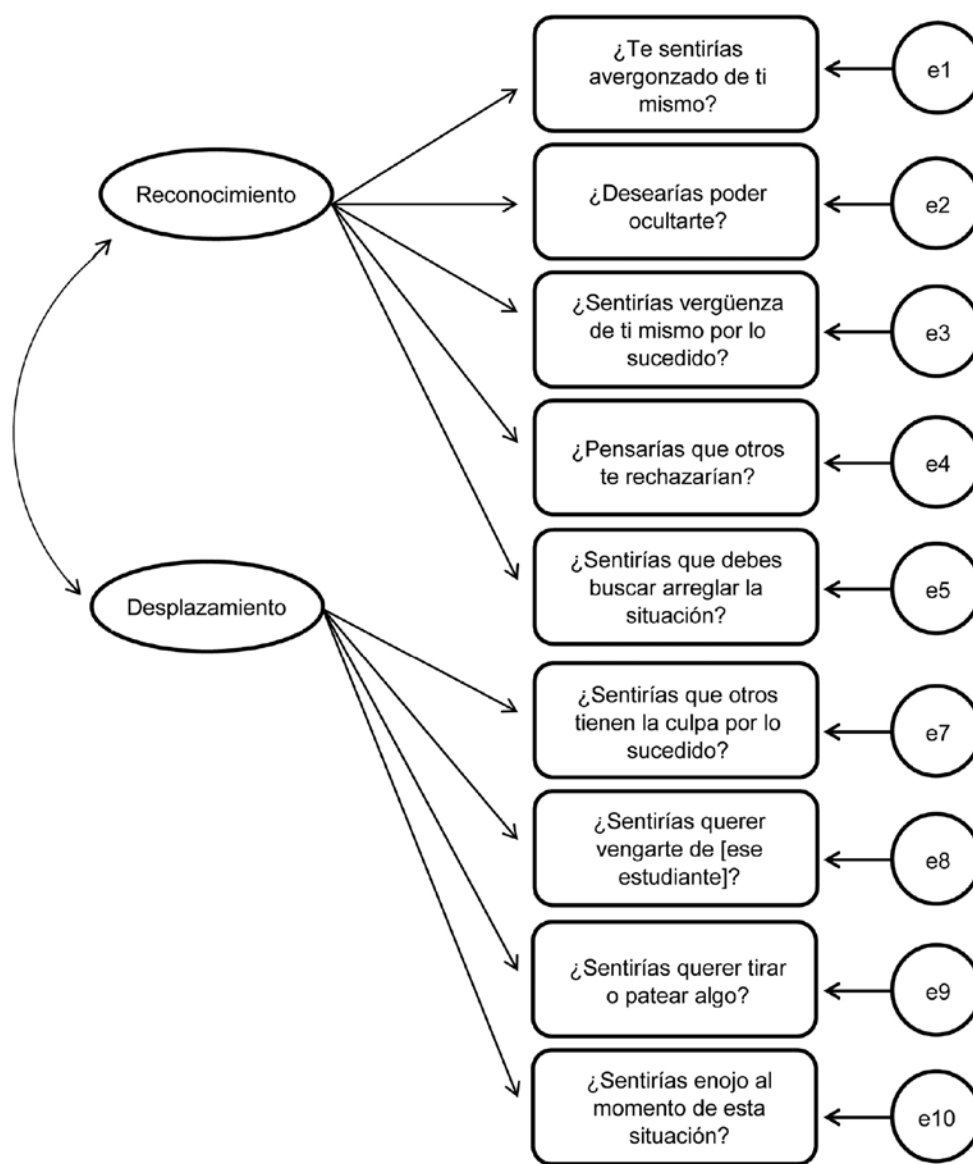 ¿Te sentirías
avergonzado de ti
mismo?
e1
Reconocimiento
¿Desearías poder
ocultarte?
e2
¿Sentirías vergüenza
de ti mismo por lo
sucedido?
e3
¿Pensarías que otros
te rechazarían?
e4
¿Sentirías que debes
buscar arreglar la
situación?
e5
Desplazamiento
¿Sentirías que otros
tienen la culpa por lo
sucedido?
e7
¿Sentirías querer
vengarte de [ese
estudiante]?
e8
¿Sentirías querer tirar
o patear algo?
e9
¿Sentirías enojo al
momento de esta
situación?
e10